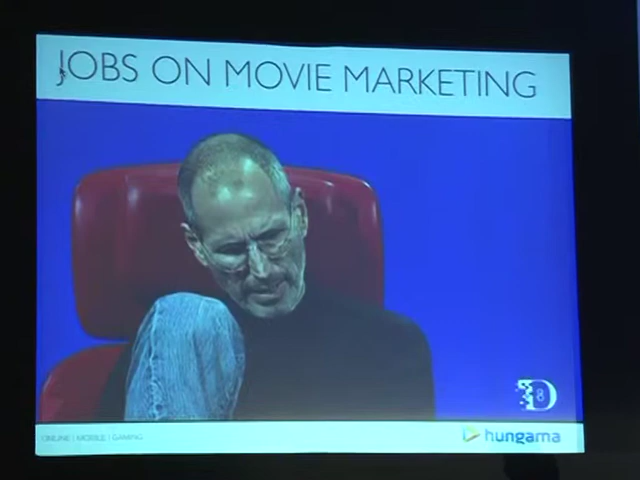 JOBS ON MOVIE MARKETING
D8
ONLINE | MOBILE | GAMING
hungama